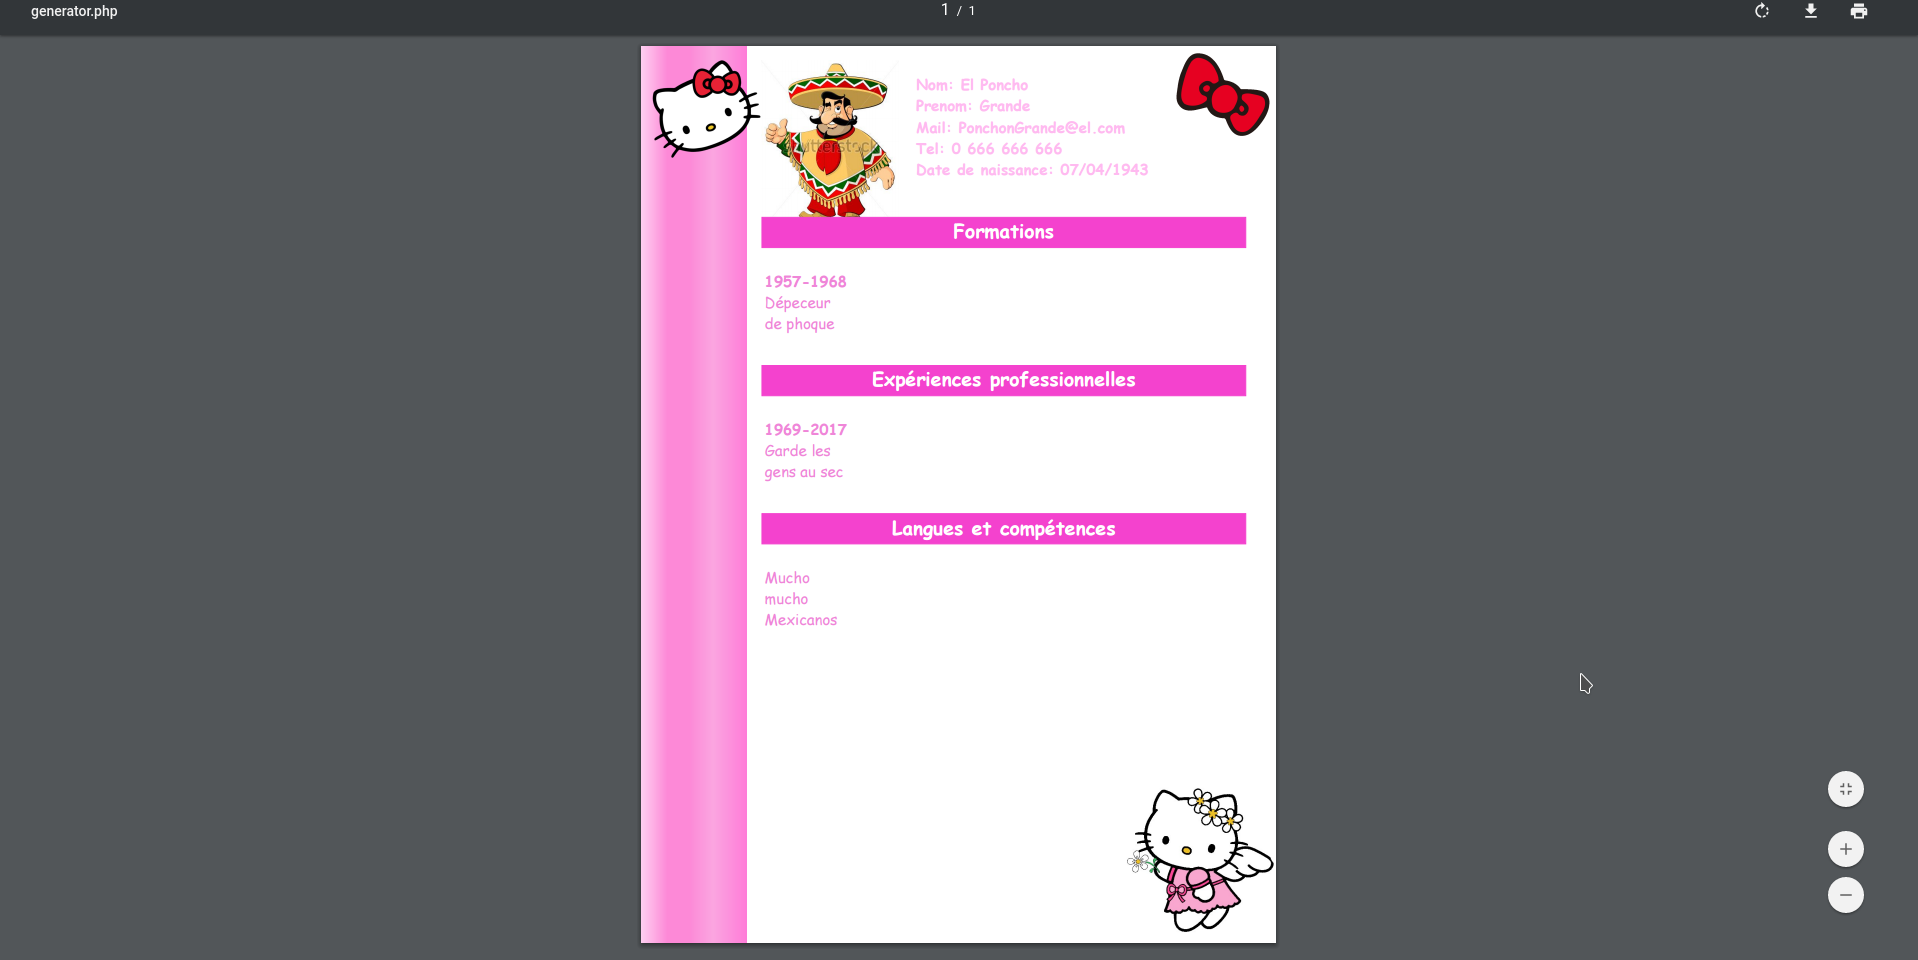 generator.php
1 / 1
Nom: El Poncho
Prenom: Grande
Mail: PonchonGrande@el.com
Tel: 0 666 666 666
Date de naissance: 07/04/1943
utterstock
Formations
1957-1968
Dépeceur
de phoque
Expériences professionnelles
1969-2017
Garde les
gens au sec
Langues et compétences
Mucho
mucho
Mexicanos